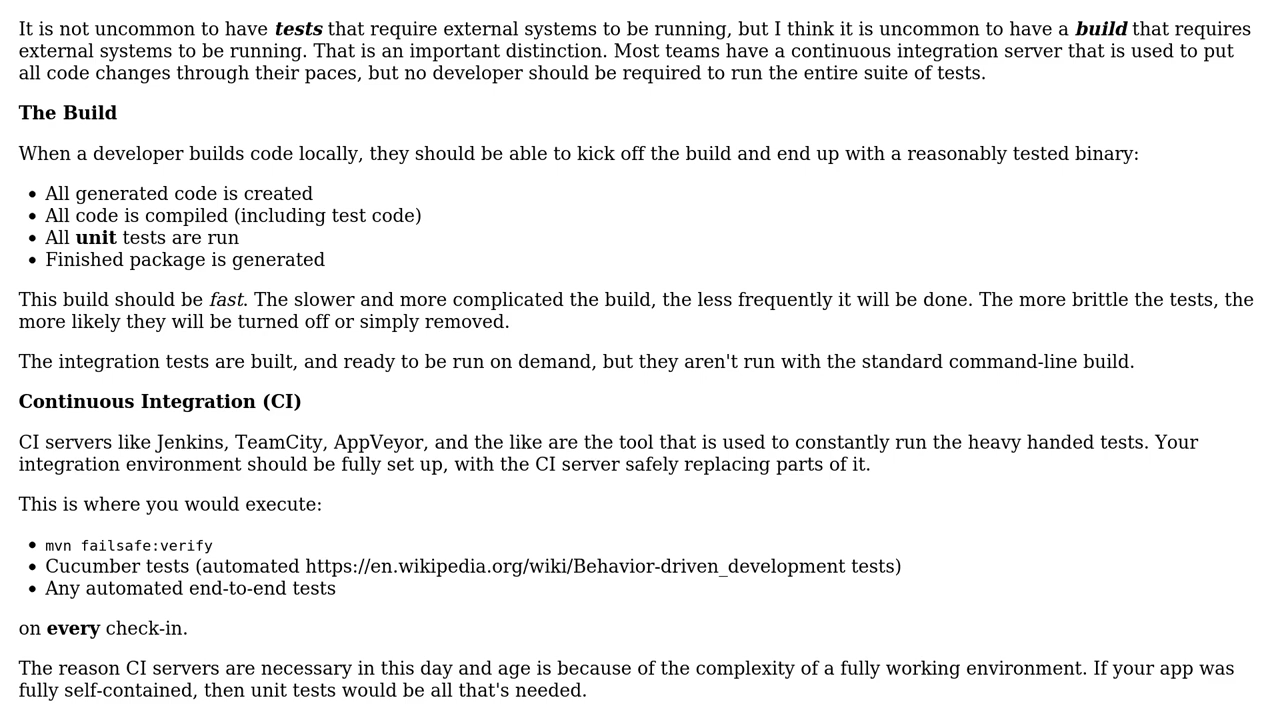 It is not uncommon to have tests that require external systems to be running, but I think it is uncommon to have a build that requires
external systems to be running. That is an important distinction. Most teams have a continuous integration server that is used to put
all code changes through their paces, but no developer should be required to run the entire suite of tests.
The Build
When a developer builds code locally, they should be able to kick off the build and end up with a reasonably tested binary:
• All generated code is created
• All code is compiled (including test code)
• All unit tests are run
• Finished package is generated
This build should be fast. The slower and more complicated the build, the less frequently it will be done. The more brittle the tests, the
more likely they will be turned off or simply removed.
The integration tests are built, and ready to be run on demand, but they aren't run with the standard command-line build.
Continuous Integration (CI)
CI servers like Jenkins, TeamCity, AppVeyor, and the like are the tool that is used to constantly run the heavy handed tests. Your
integration environment should be fully set up, with the CI server safely replacing parts of it.
This is where you would execute:
• mvn failsafe:verify
• Cucumber tests (automated https://en.wikipedia.org/wiki/Behavior-driven_development tests)
• Any automated end-to-end tests
on every check-in.
The reason CI servers are necessary in this day and age is because of the complexity of a fully working environment. If your app was
fully self-contained, then unit tests would be all that's needed.